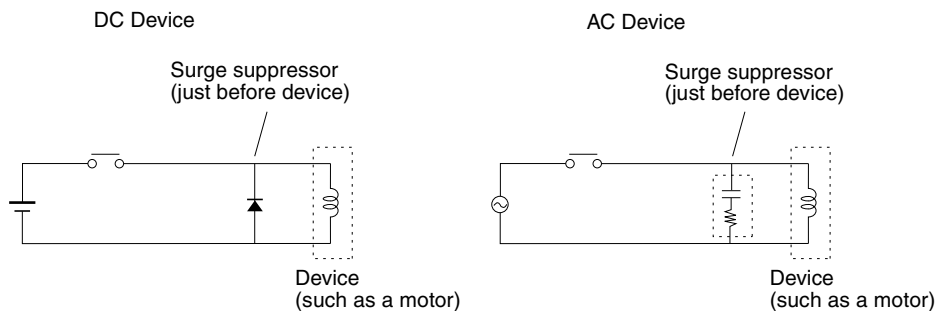 DC Device
AC Device
Surge suppressor
(just before device)
Surge suppressor
(just before device)
Device
(such as a motor)
Device
(such as a motor)